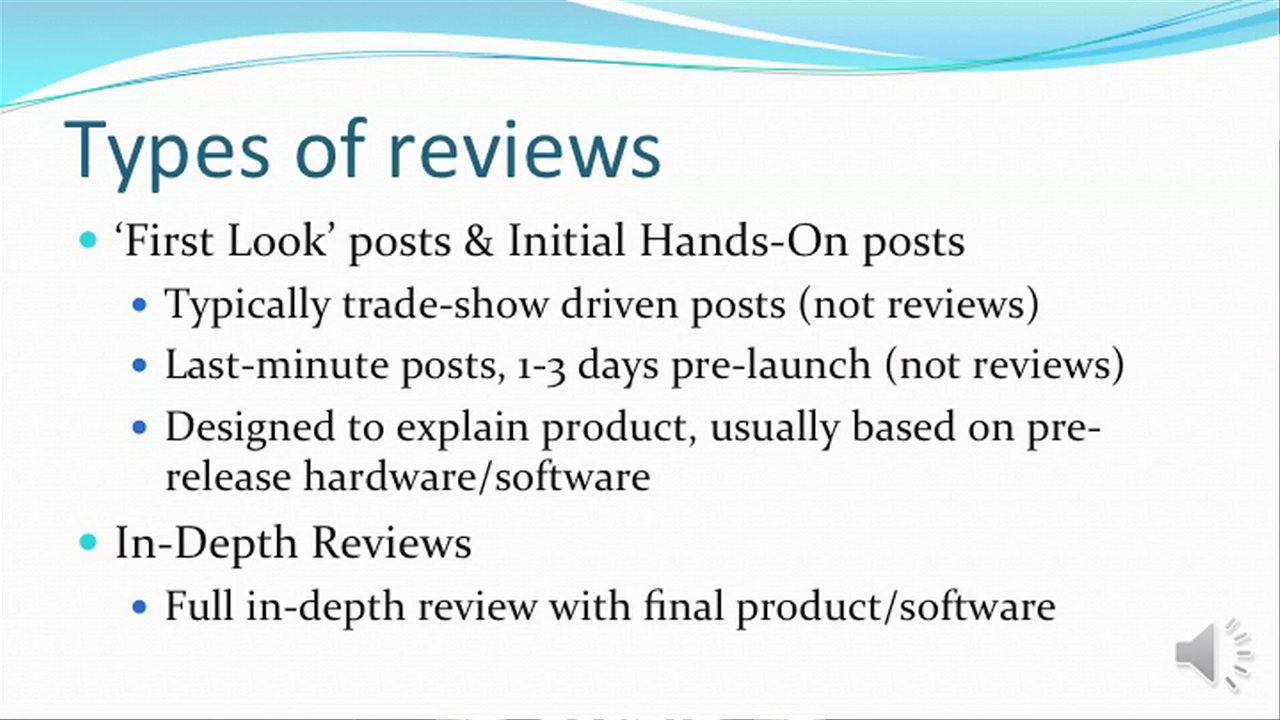 Types of reviews
• ‘First Look’ posts & Initial Hands-On posts
• Typically trade-show driven posts (not reviews)
• Last-minute posts, 1-3 days pre-launch (not reviews)
• Designed to explain product, usually based on pre-
release hardware/software
• In-Depth Reviews
• Full in-depth review with final product/software